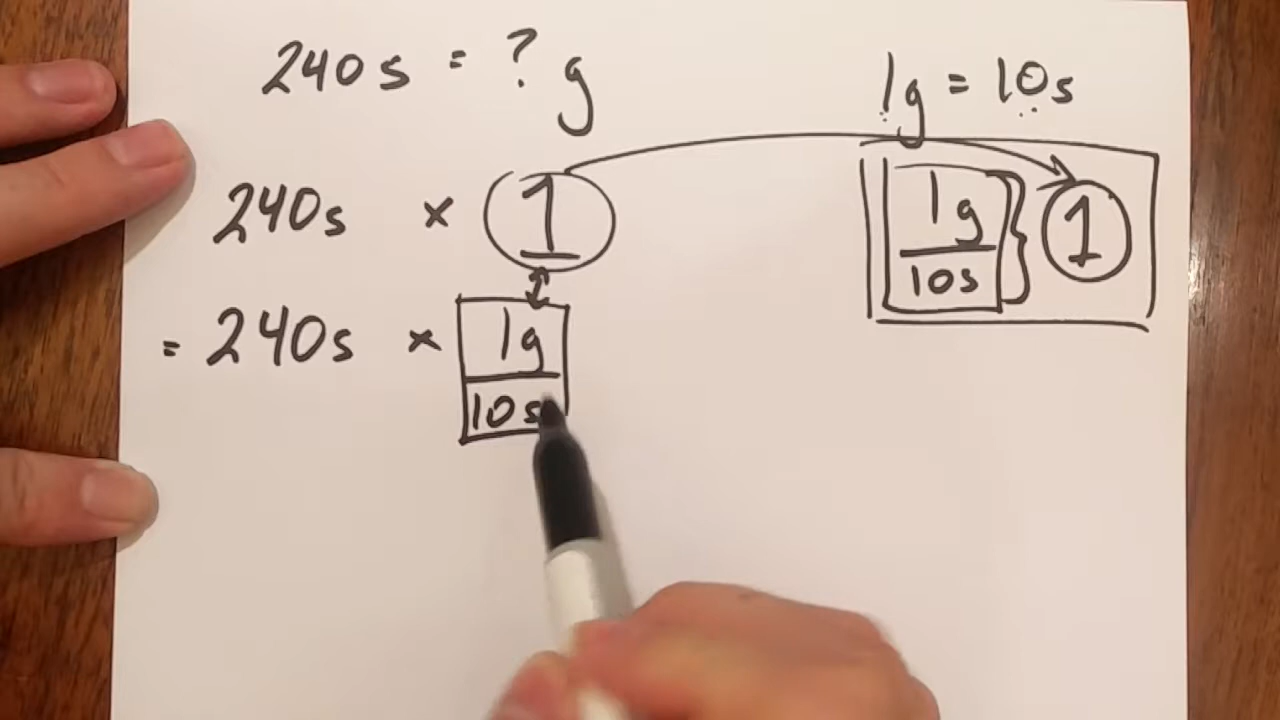 240s = ? g
1g = 10s
240s × 1
1g
10s
1
= 240s × 1g
10s